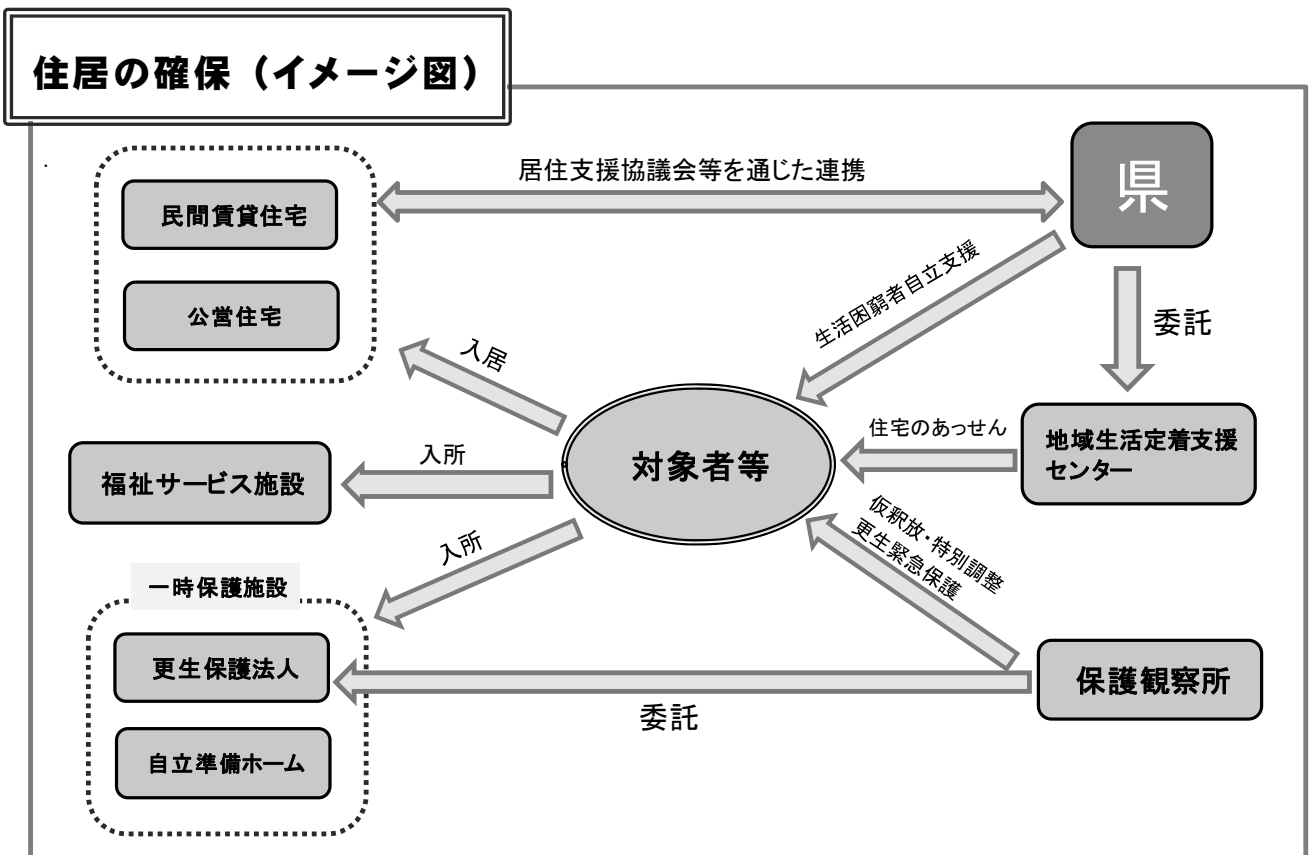 住居の確保（イメージ図）
居住支援協議会等を通じた連携
県
民間賃貸住宅
公営住宅
生活困窮者自立支援
委託
入居
対象者等
住宅のあっせん
地域生活定着支援
センター
入所
福祉サービス施設
仮釈放・特別調整
更生緊急保護
入所
一時保護施設
更生保護法人
自立準備ホーム
保護観察所
委託